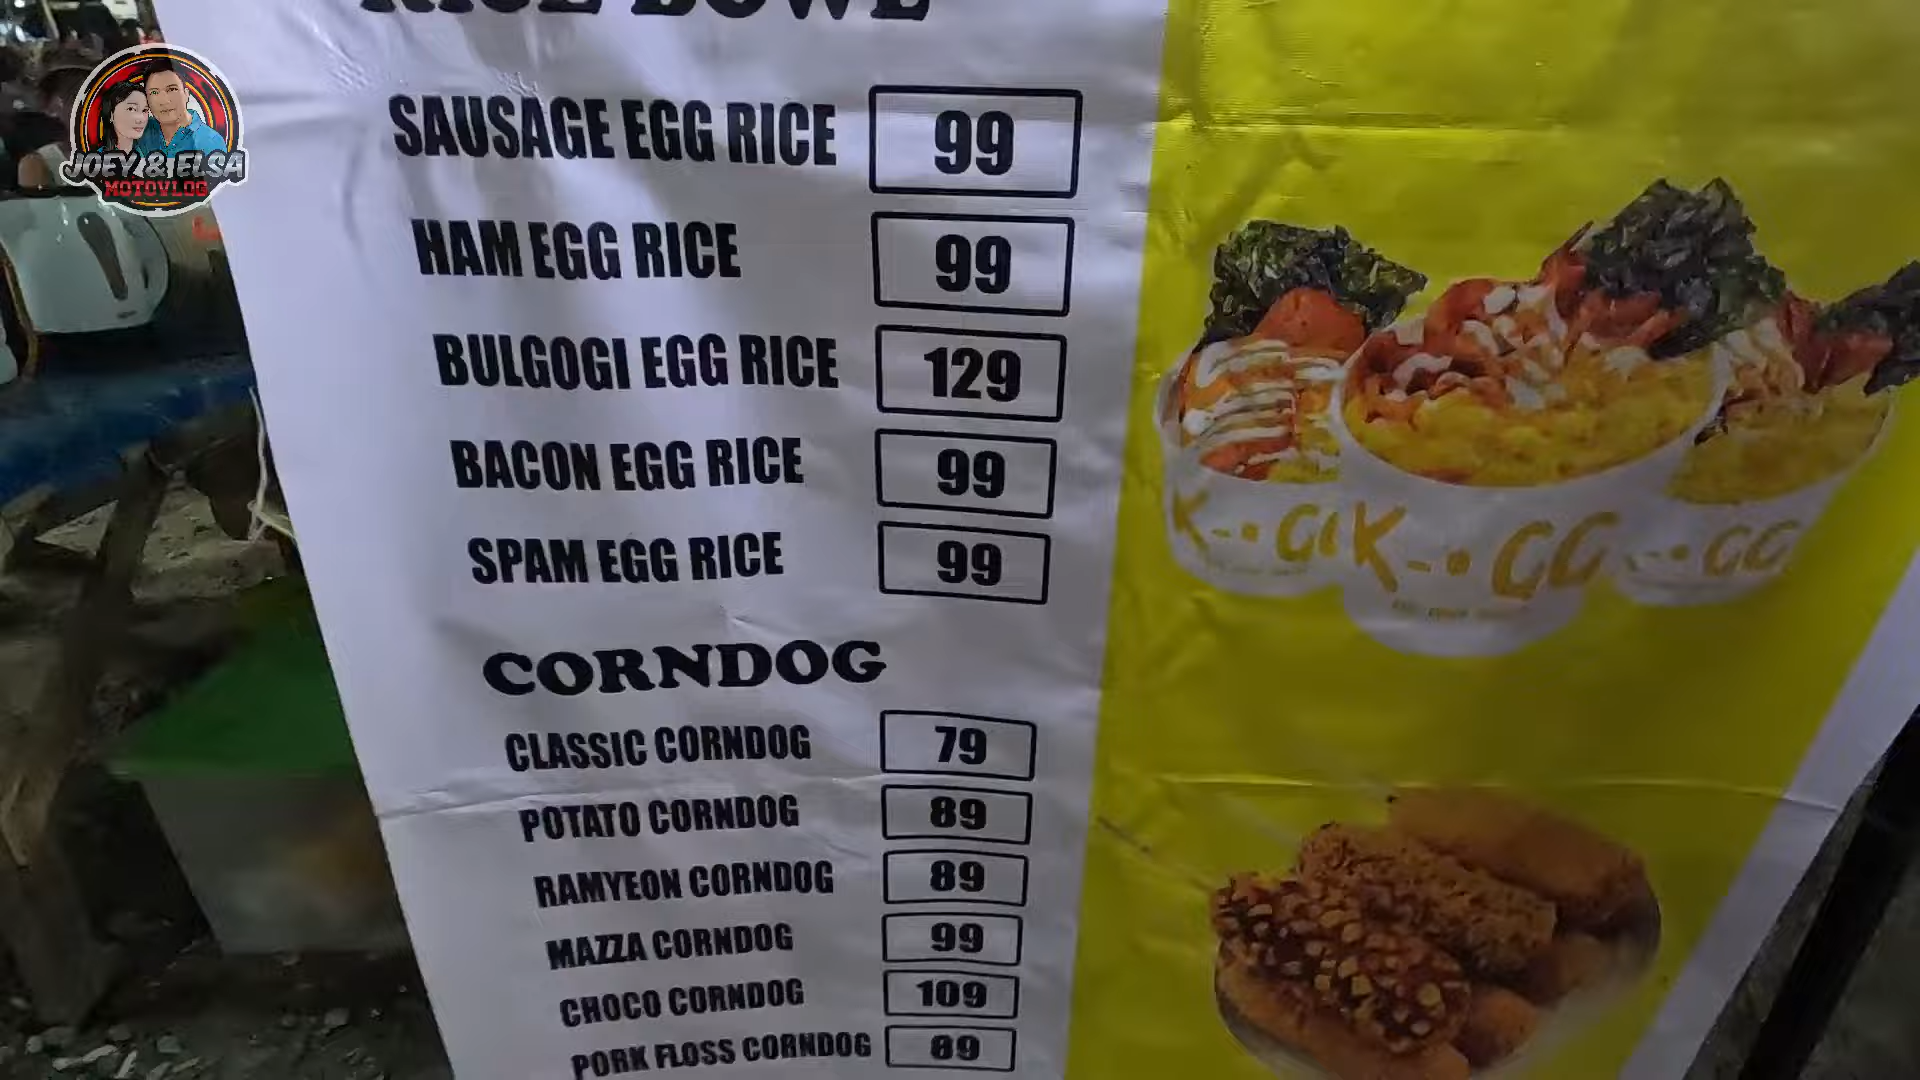 RICE BOWL
JOEY & ELSA
MOTOVLOG
SAUSAGE EGG RICE 99
HAM EGG RICE 99
BULGOGI EGG RICE 129
BACON EGG RICE 99
SPAM EGG RICE 99
CORNDOG
CLASSIC CORNDOG 79
POTATO CORNDOG 89
RAMYEON CORNDOG 89
MAZZA CORNDOG 99
CHOCO CORNDOG 109
PORK FLOSS CORNDOG 89